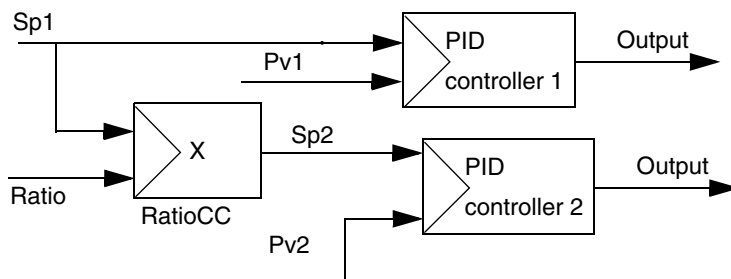 Sp1
PID
controller 1
Output
Pv1
X
Sp2
PID
controller 2
Output
Ratio
RatioCC
Pv2